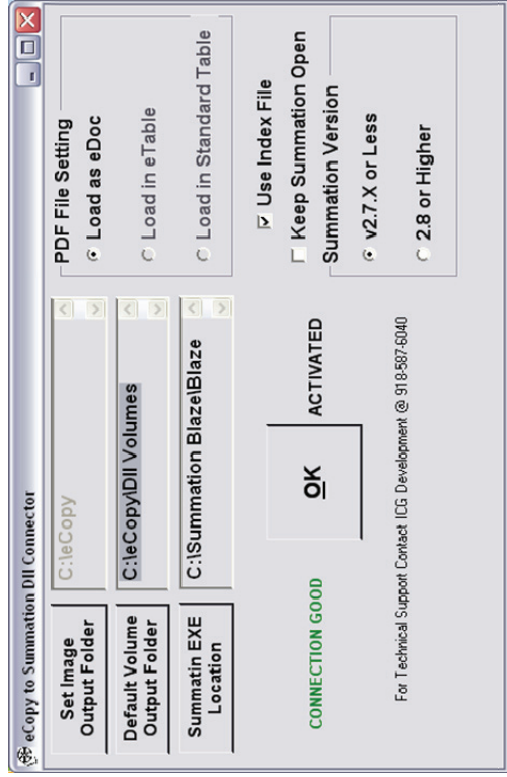 eCopy to Summation Dll Connector
Set Image
Output Folder
C:\eCopy
Default Volume
Output Folder
C:\eCopy\Dll Volumes
Summatin EXE
Location
C:\Summation Blaze\Blaze
PDF File Setting
Load as eDoc
Load in eTable
Load in Standard Table
Use Index File
Keep Summation Open
Summation Version
v2.7.X or Less
2.8 or Higher
CONNECTION GOOD
OK
ACTIVATED
For Technical Support Contact ICG Development @ 918-587-6040